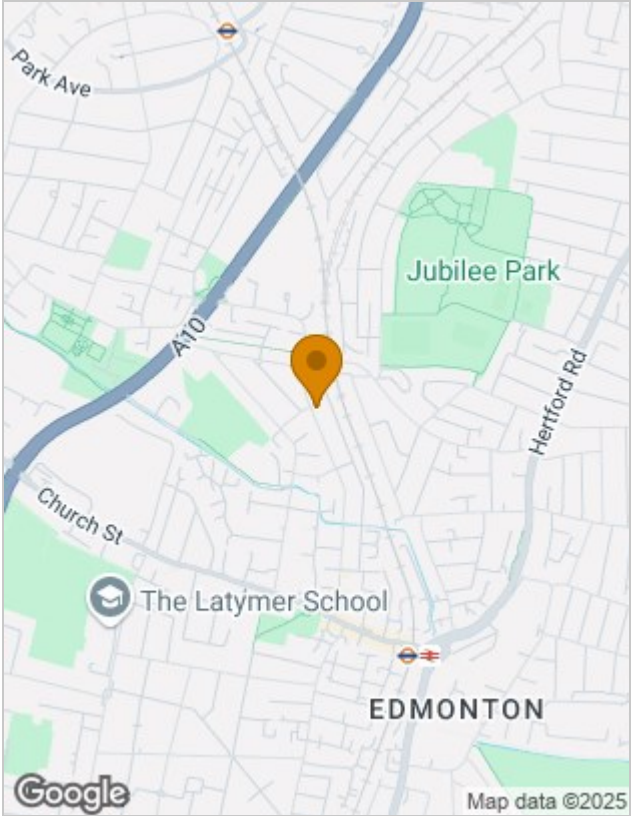 Park Ave
Jubilee Park
A10
Hertford Rd
Church St
The Latymer School
EDMONTON
Google
Map data ©2025